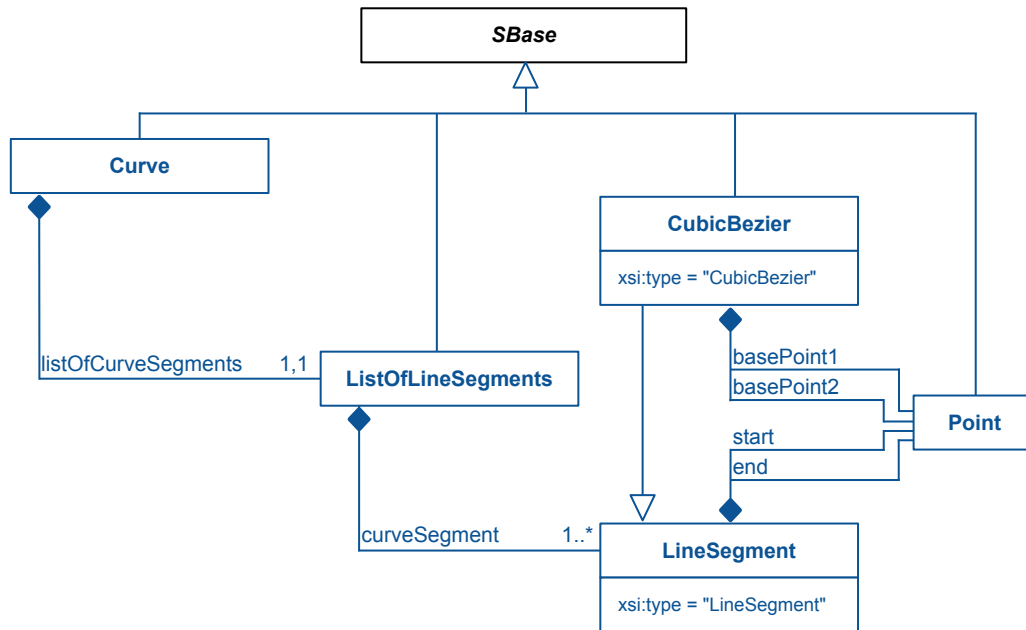 SBase
Curve
CubicBezier
xsi:type = "CubicBezier"
listOfCurveSegments 1,1
ListOfLineSegments
basePoint1
basePoint2
Point
start
end
curveSegment 1..*
LineSegment
xsi:type = "LineSegment"